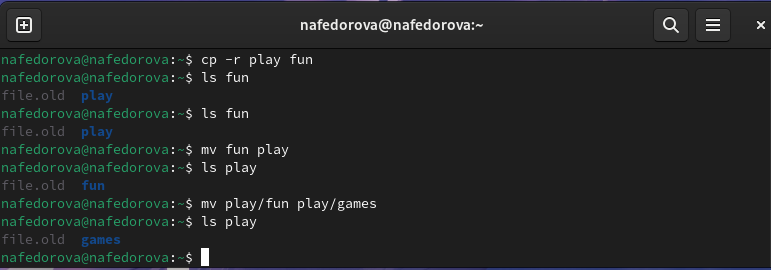 nafedorova@nafedorova:~
nafedorova@nafedorova:~$ cp -r play fun
nafedorova@nafedorova:~$ ls fun
file.old  play
nafedorova@nafedorova:~$ ls fun
file.old  play
nafedorova@nafedorova:~$ mv fun play
nafedorova@nafedorova:~$ ls play
file.old  fun
nafedorova@nafedorova:~$ mv play/fun play/games
nafedorova@nafedorova:~$ ls play
file.old  games
nafedorova@nafedorova:~$